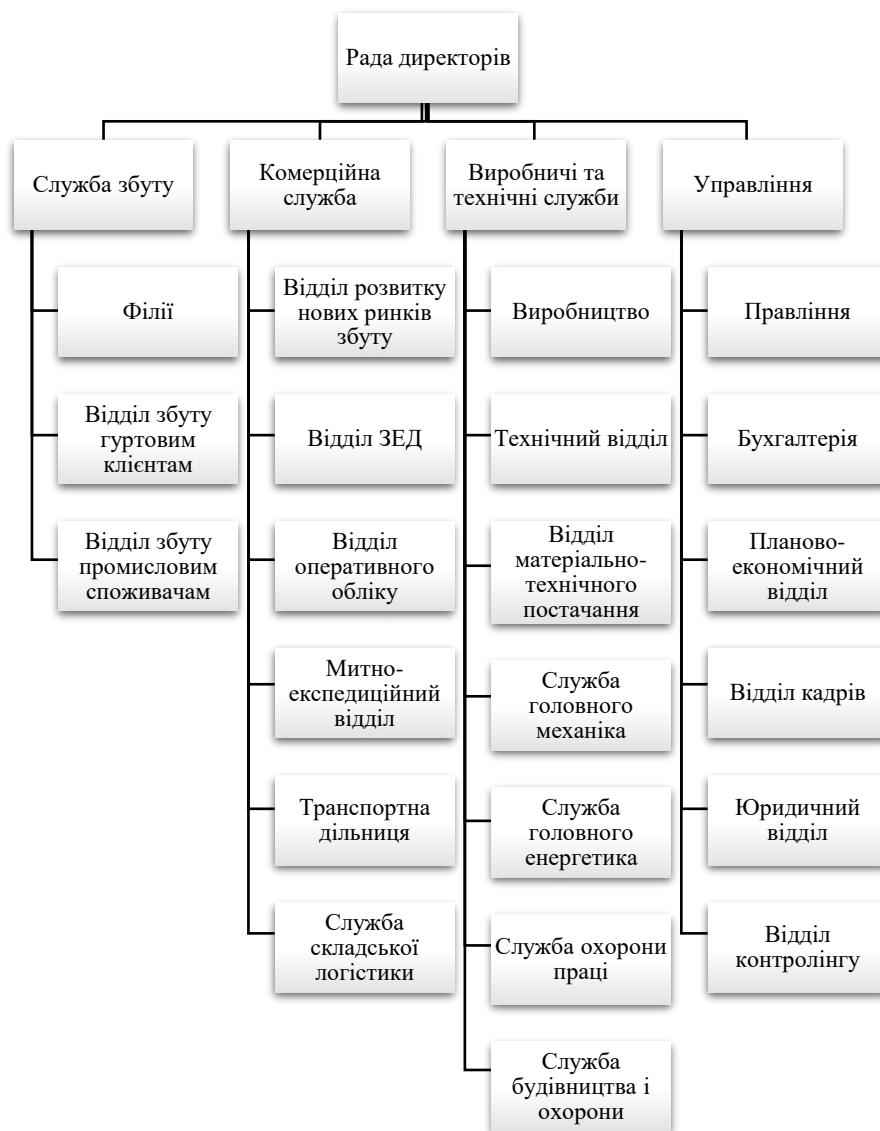 Рада директорів
Служба збуту
Комерційна
служба
Виробничі та
технічні служби
Управління
Філії
Відділ збуту
гуртовим
клієнтам
Відділ збуту
промисловим
споживачам
Відділ розвитку
нових ринків
збуту
Відділ ЗЕД
Відділ
оперативного
обліку
Митно-
експедиційний
відділ
Транспортна
дільниця
Служба
складської
логістики
Виробництво
Технічний відділ
Відділ
матеріально-
технічного
постачання
Служба
головного
механіка
Служба
головного
енергетика
Служба охорони
праці
Служба
будівництва і
охорони
Правління
Бухгалтерія
Планово-
економічний
відділ
Відділ кадрів
Юридичний
відділ
Відділ
контролінгу